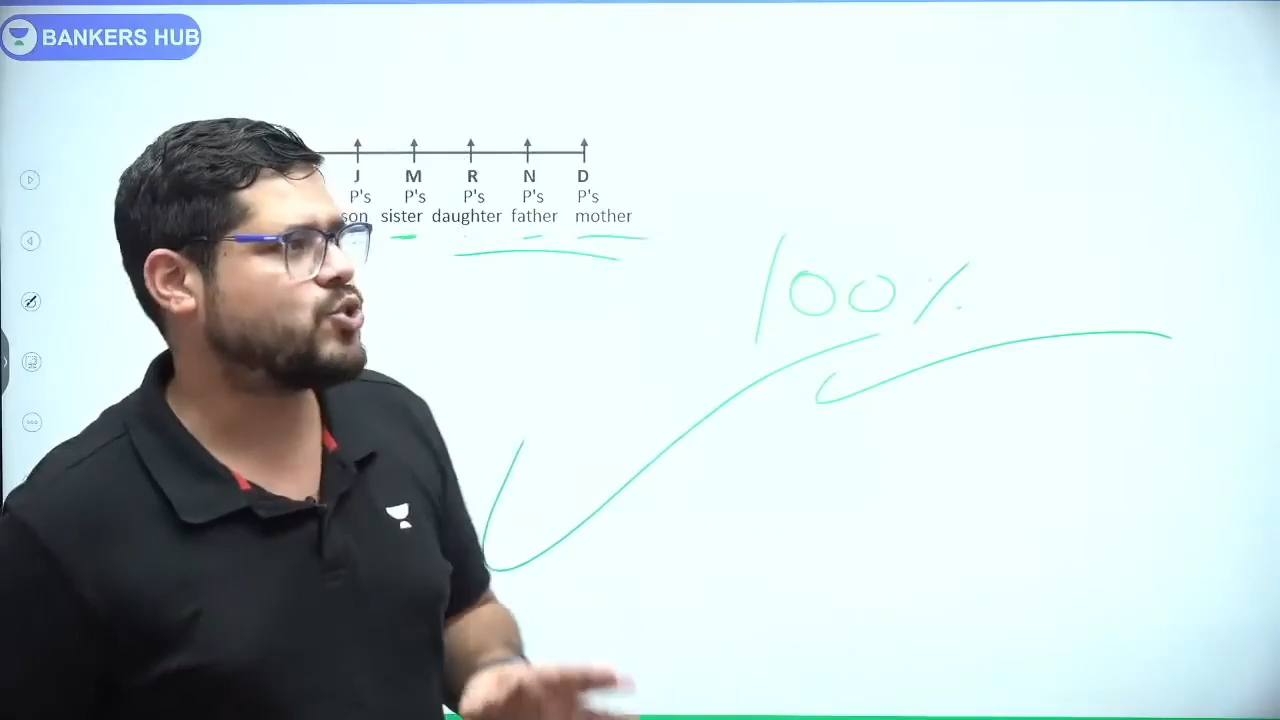 BANKERS HUB
J M R N D
P's P's P's P's P's
son sister daughter father mother
100%